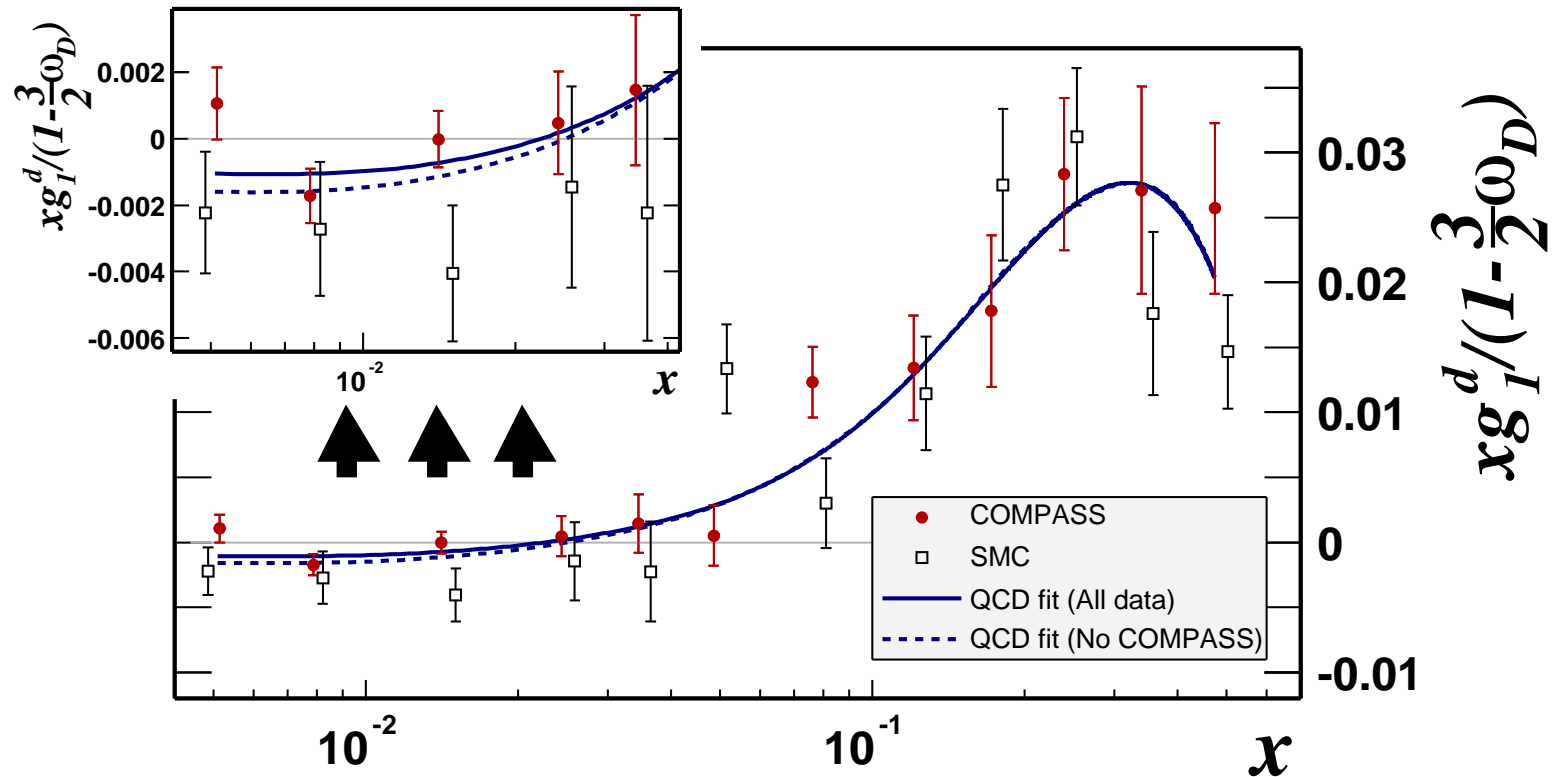 xg₁ᵈ/(1-3/2ω_D)
0.002
0
-0.002
-0.004
-0.006
10⁻²
x
xg₁ᵈ/(1-3/2ω_D)
0.03
0.02
0.01
0
-0.01
COMPASS
SMC
QCD fit (All data)
QCD fit (No COMPASS)
10⁻²
10⁻¹
x